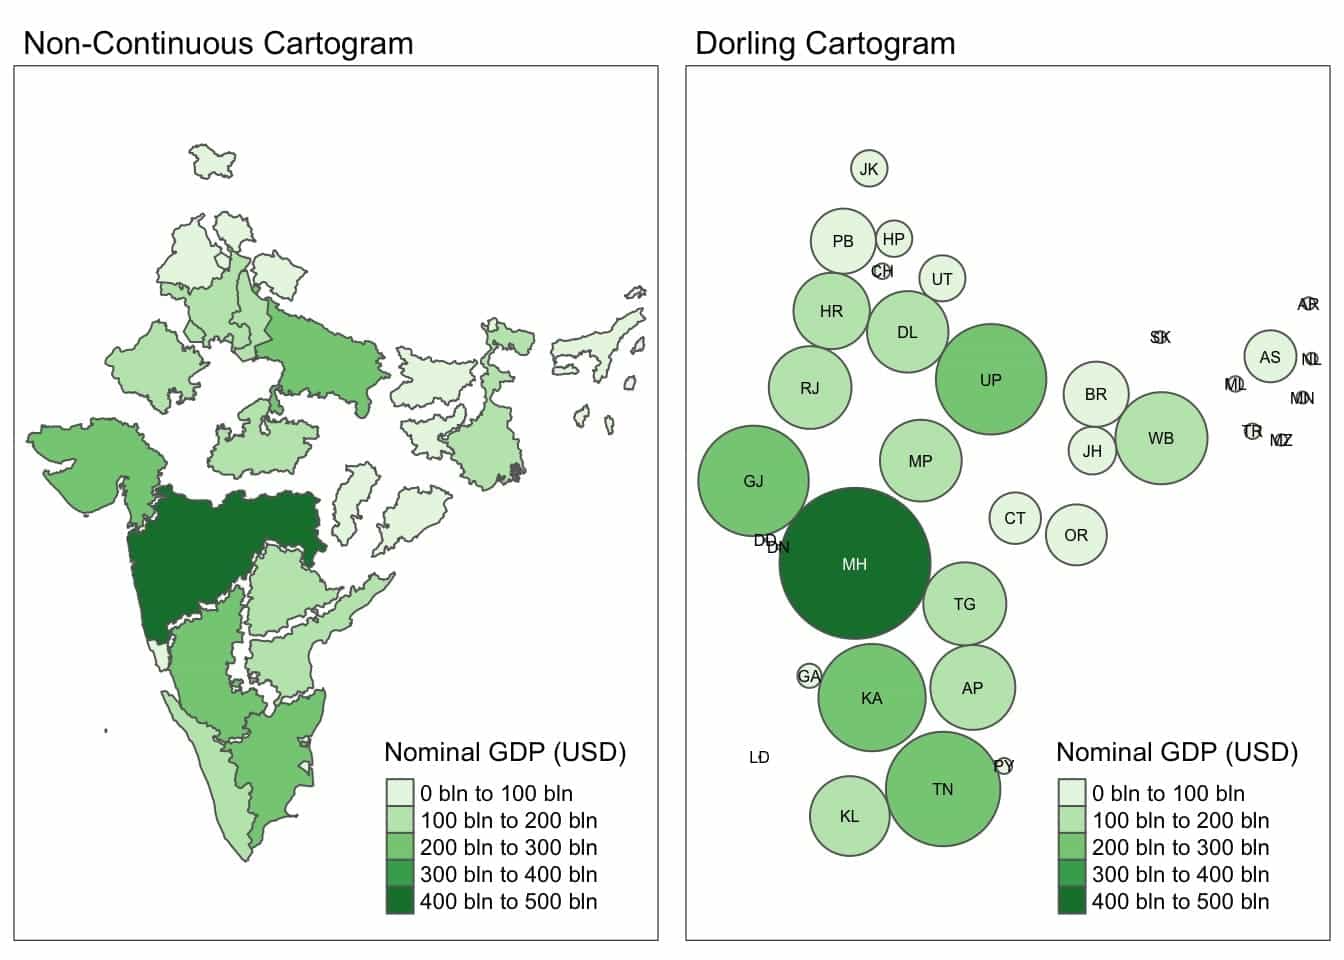 Non-Continuous Cartogram
Nominal GDP (USD)
0 bln to 100 bln
100 bln to 200 bln
200 bln to 300 bln
300 bln to 400 bln
400 bln to 500 bln
Dorling Cartogram
JK
PB
HP
CH
UT
HR
AR
DL
SK
AS
NL
RJ
UP
ML
BR
MN
TR
WB
MZ
JH
MP
GJ
CT
OR
DD
DN
MH
TG
GA
KA
AP
LD
PY
TN
KL
Nominal GDP (USD)
0 bln to 100 bln
100 bln to 200 bln
200 bln to 300 bln
300 bln to 400 bln
400 bln to 500 bln